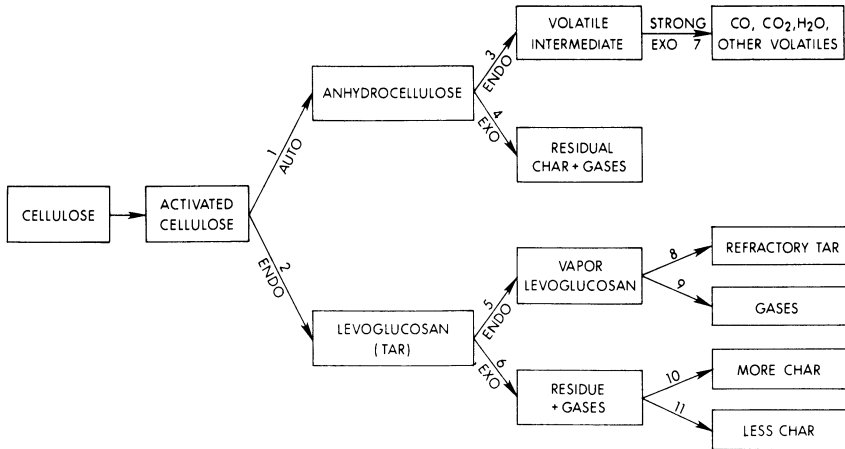 VOLATILE
INTERMEDIATE
STRONG
EXO 7
CO, CO₂,H₂O,
OTHER VOLATILES
3
ENDO
ANHYDROCELLULOSE
4
EXO
RESIDUAL
CHAR + GASES
1
AUTO
CELLULOSE
ACTIVATED
CELLULOSE
2
ENDO
VAPOR
LEVOGLUCOSAN
8
REFRACTORY TAR
9
GASES
5
ENDO
LEVOGLUCOSAN
(TAR)
6
EXO
RESIDUE
+ GASES
10
MORE CHAR
11
LESS CHAR